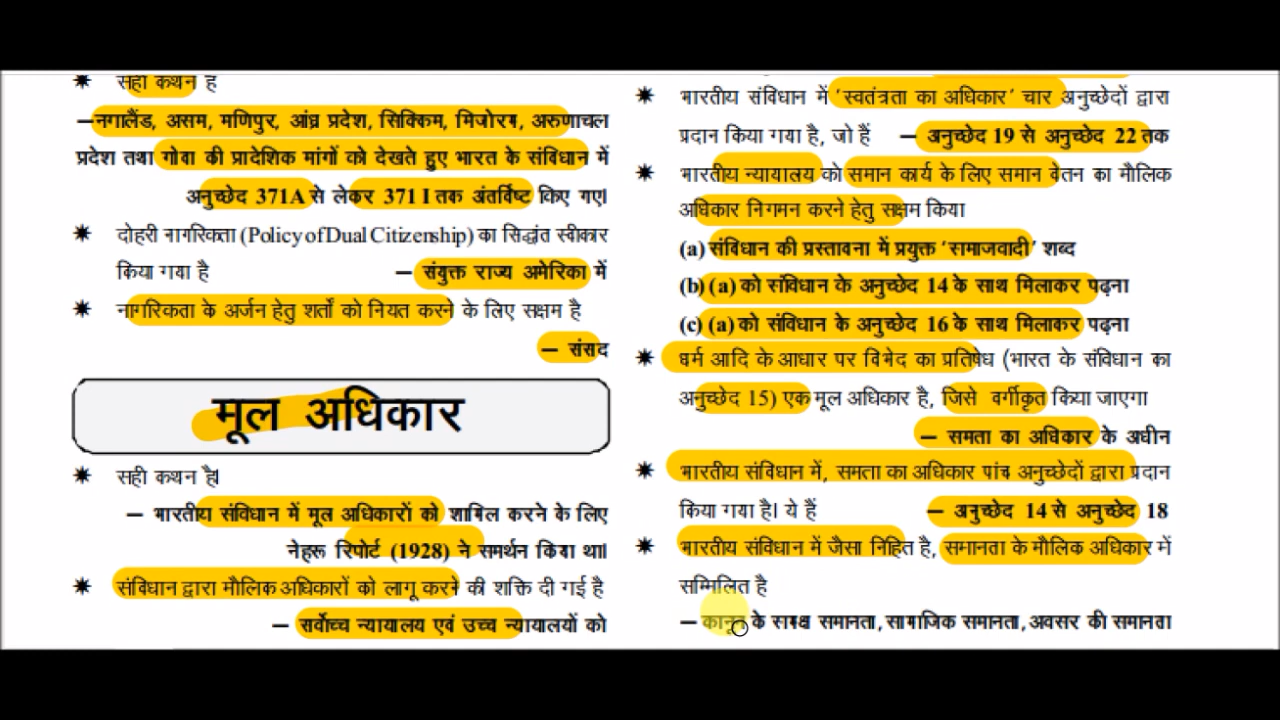 ✷ सही कथन है
—नगालैंड, असम, मणिपुर, आंध्र प्रदेश, सिक्किम, मिजोरम, अरुणाचल
प्रदेश तथा गोवा की प्रादेशिक मांगों को देखते हुए भारत के संविधान में
अनुच्छेद 371A से लेकर 371 I तक अंतर्विष्ट किए गए।
✷ दोहरी नागरिकता (Policy of Dual Citizenship) का सिद्धांत स्वीकार
किया गया है — संयुक्त राज्य अमेरिका में
✷ नागरिकता के अर्जन हेतु शर्तों को नियत करने के लिए सक्षम है
— संसद
मूल अधिकार
✷ सही कथन है।
— भारतीय संविधान में मूल अधिकारों को शामिल करने के लिए
नेहरू रिपोर्ट (1928) ने समर्थन किया था।
✷ संविधान द्वारा मौलिक अधिकारों को लागू करने की शक्ति दी गई है
— सर्वोच्च न्यायालय एवं उच्च न्यायालयों को
✷ भारतीय संविधान में ‘स्वतंत्रता का अधिकार’ चार अनुच्छेदों द्वारा
प्रदान किया गया है, जो हैं — अनुच्छेद 19 से अनुच्छेद 22 तक
✷ भारतीय न्यायालय को समान कार्य के लिए समान वेतन का मौलिक
अधिकार निगमन करने हेतु सक्षम किया
(a) संविधान की प्रस्तावना में प्रयुक्त ‘समाजवादी’ शब्द
(b) (a) को संविधान के अनुच्छेद 14 के साथ मिलाकर पढ़ना
(c) (a) को संविधान के अनुच्छेद 16 के साथ मिलाकर पढ़ना
✷ धर्म आदि के आधार पर विभेद का प्रतिषेध (भारत के संविधान का
अनुच्छेद 15) एक मूल अधिकार है, जिसे वर्गीकृत किया जाएगा
— समता का अधिकार के अधीन
✷ भारतीय संविधान में, समता का अधिकार पांच अनुच्छेदों द्वारा प्रदान
किया गया है। ये हैं — अनुच्छेद 14 से अनुच्छेद 18
✷ भारतीय संविधान में जैसा निहित है, समानता के मौलिक अधिकार में
सम्मिलित है
— कानून के समक्ष समानता, सामाजिक समानता, अवसर की समानता